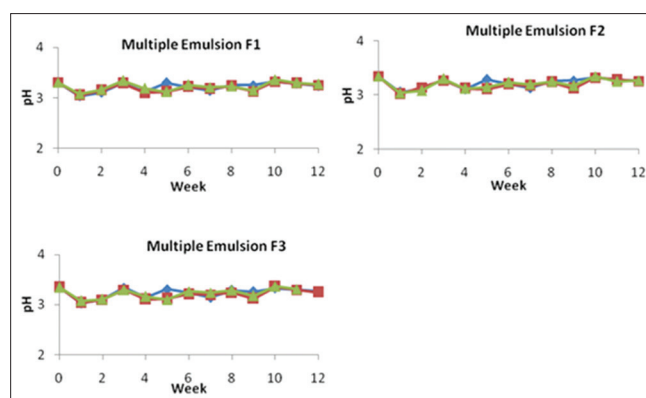 Multiple Emulsion F1
4
3
2
pH
0 2 4 6 8 10 12
Week
Multiple Emulsion F2
4
3
2
pH
0 2 4 6 8 10 12
Week
Multiple Emulsion F3
4
3
2
pH
0 2 4 6 8 10 12
Week